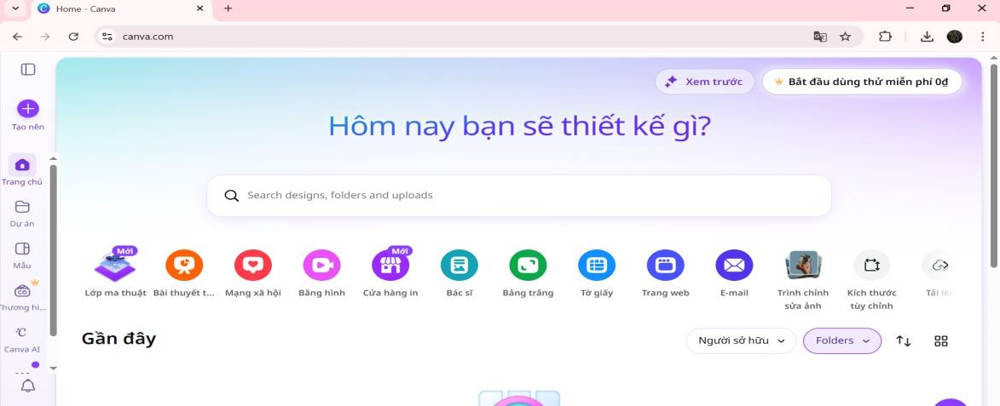 Home - Canva
canva.com
Xem trước
Bắt đầu dùng thử miễn phí 0₫
Tạo nên
Hôm nay bạn sẽ thiết kế gì?
Trang chủ
Search designs, folders and uploads
Dự án
Mẫu
Mới
Mới
Lớp ma thuật
Bài thuyết t...
Mạng xã hội
Băng hình
Cửa hàng in
Bác sĩ
Bảng trắng
Tờ giấy
Trang web
E-mail
Trình chỉnh sửa ảnh
Kích thước tùy chỉnh
Tải lên
Thương hi...
Canva AI
Gần đây
Người sở hữu
Folders